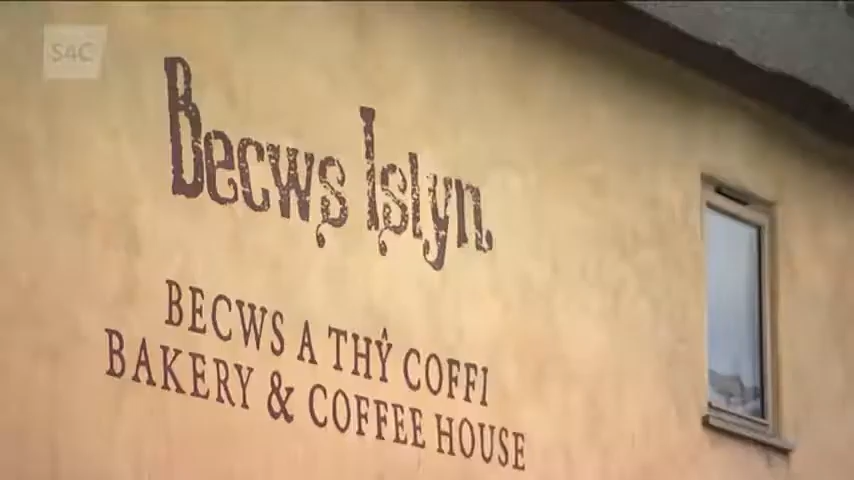 S4C
Becws Islyn
BECWS A THŶ COFFI
BAKERY & COFFEE HOUSE